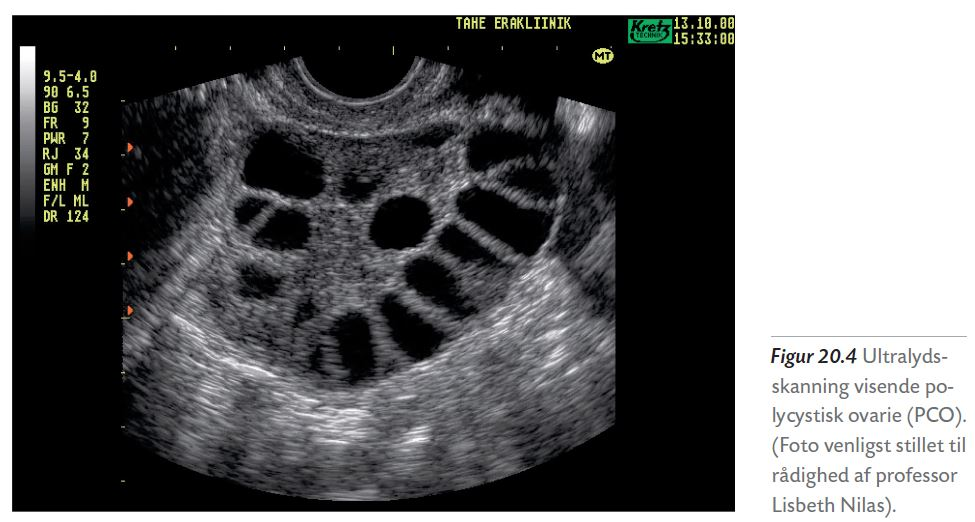 TAHE ERAKLIINIK
Kretz
TECHNIK
13.10.00
15:33:00
MT
9.5-4.0
90 6.5
BG 32
FR 9
PWR 7
RJ 34
GM F 2
ENH M
F/L ML
DR 124
Figur 20.4 Ultralyds-
skanning visende po-
lycystisk ovarie (PCO).
(Foto venligst stillet til
rådighed af professor
Lisbeth Nilas).